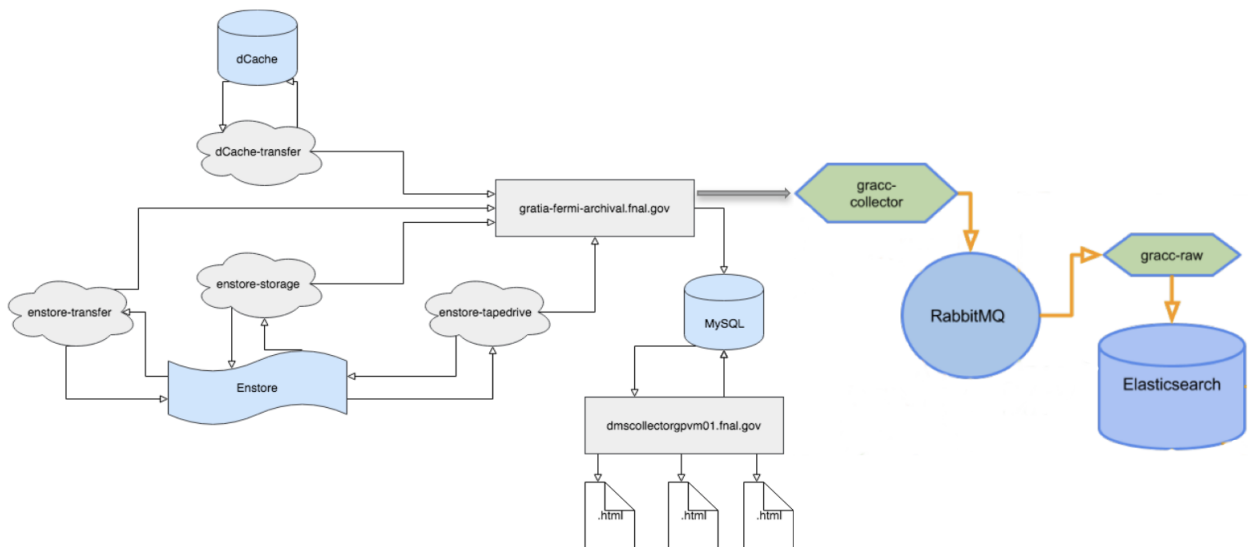 dCache
dCache-transfer
gratia-fermi-archival.fnal.gov
gracc-
collector
gracc-raw
enstore-storage
enstore-transfer
enstore-tapedrive
RabbitMQ
MySQL
Elasticsearch
Enstore
dmscollectorgpvm01.fnal.gov
.html
.html
.html